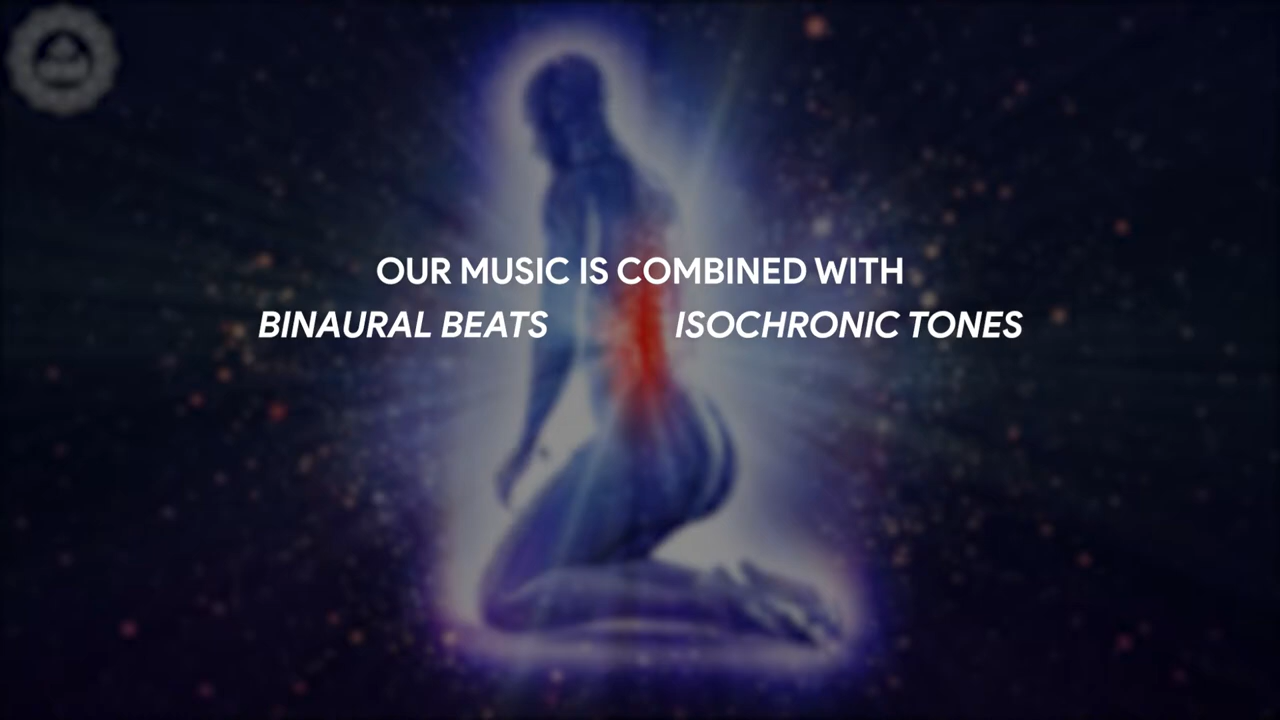 OUR MUSIC IS COMBINED WITH
BINAURAL BEATS ISOCHRONIC TONES